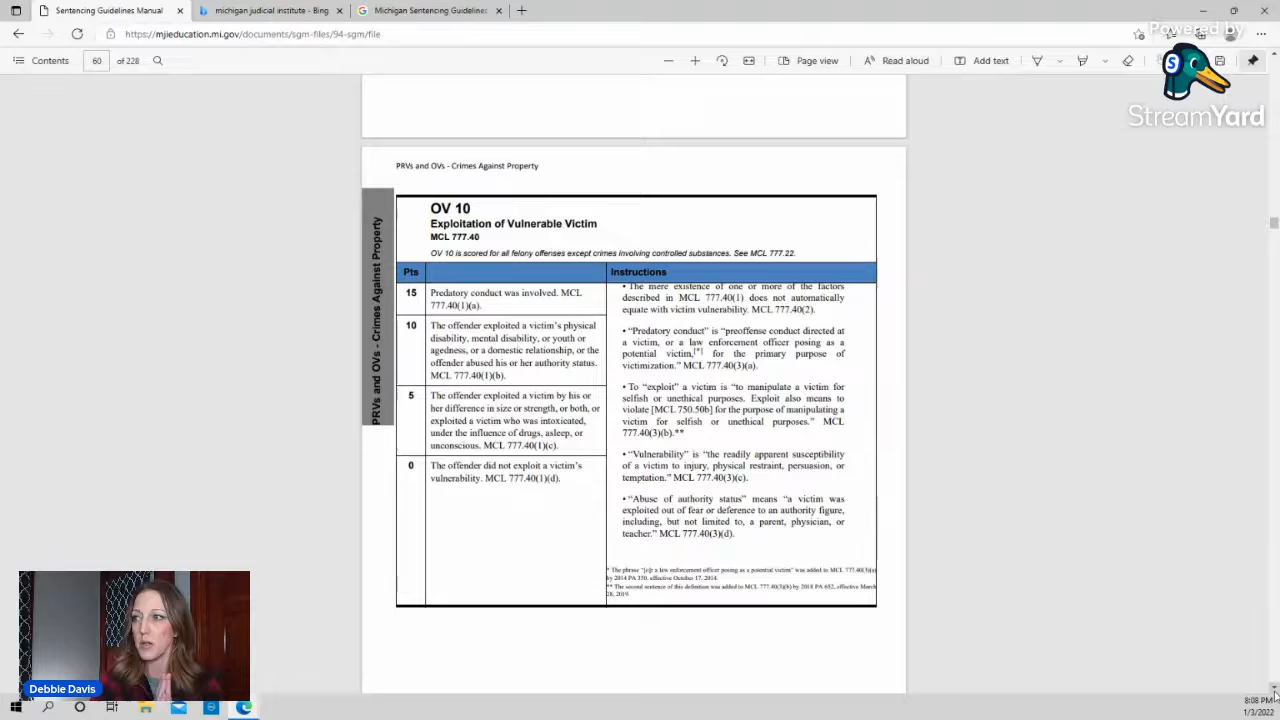 Sentencing Guidelines Manual
michigan judicial institute - Bing
Michigan Sentencing Guidelines:
https://mjieducation.mi.gov/documents/sgm-files/94-sgm/file
Powered by
StreamYard
Contents
60
of 228
Page view
Read aloud
Add text
PRVs and OVs - Crimes Against Property
PRVs and OVs - Crimes Against Property
OV 10
Exploitation of Vulnerable Victim
MCL 777.40
OV 10 is scored for all felony offenses except crimes involving controlled substances. See MCL 777.22.
Pts
Instructions
15
Predatory conduct was involved. MCL
777.40(1)(a).
10
The offender exploited a victim's physical
disability, mental disability, or youth or
agedness, or a domestic relationship, or the
offender abused his or her authority status.
MCL 777.40(1)(b).
5
The offender exploited a victim by his or
her difference in size or strength, or both, or
exploited a victim who was intoxicated,
under the influence of drugs, asleep, or
unconscious. MCL 777.40(1)(c).
0
The offender did not exploit a victim's
vulnerability. MCL 777.40(1)(d).
• The mere existence of one or more of the factors
described in MCL 777.40(1) does not automatically
equate with victim vulnerability. MCL 777.40(2).
• "Predatory conduct" is "preoffense conduct directed at
a victim, or a law enforcement officer posing as a
potential victim,[*] for the primary purpose of
victimization." MCL 777.40(3)(a).
• To "exploit" a victim is "to manipulate a victim for
selfish or unethical purposes. Exploit also means to
violate [MCL 750.50b] for the purpose of manipulating a
victim for selfish or unethical purposes." MCL
777.40(3)(b).**
• "Vulnerability" is "the readily apparent susceptibility
of a victim to injury, physical restraint, persuasion, or
temptation." MCL 777.40(3)(c).
• "Abuse of authority status" means "a victim was
exploited out of fear or deference to an authority figure,
including, but not limited to, a parent, physician, or
teacher." MCL 777.40(3)(d).
* The phrase "[o]r a law enforcement officer posing as a potential victim" was added to MCL 777.40(3)(a)
by 2014 PA 350, effective October 17, 2014.
** The second sentence of this definition was added to MCL 777.40(3)(b) by 2018 PA 652, effective March
28, 2019.
Debbie Davis
8:08 PM
1/3/2022